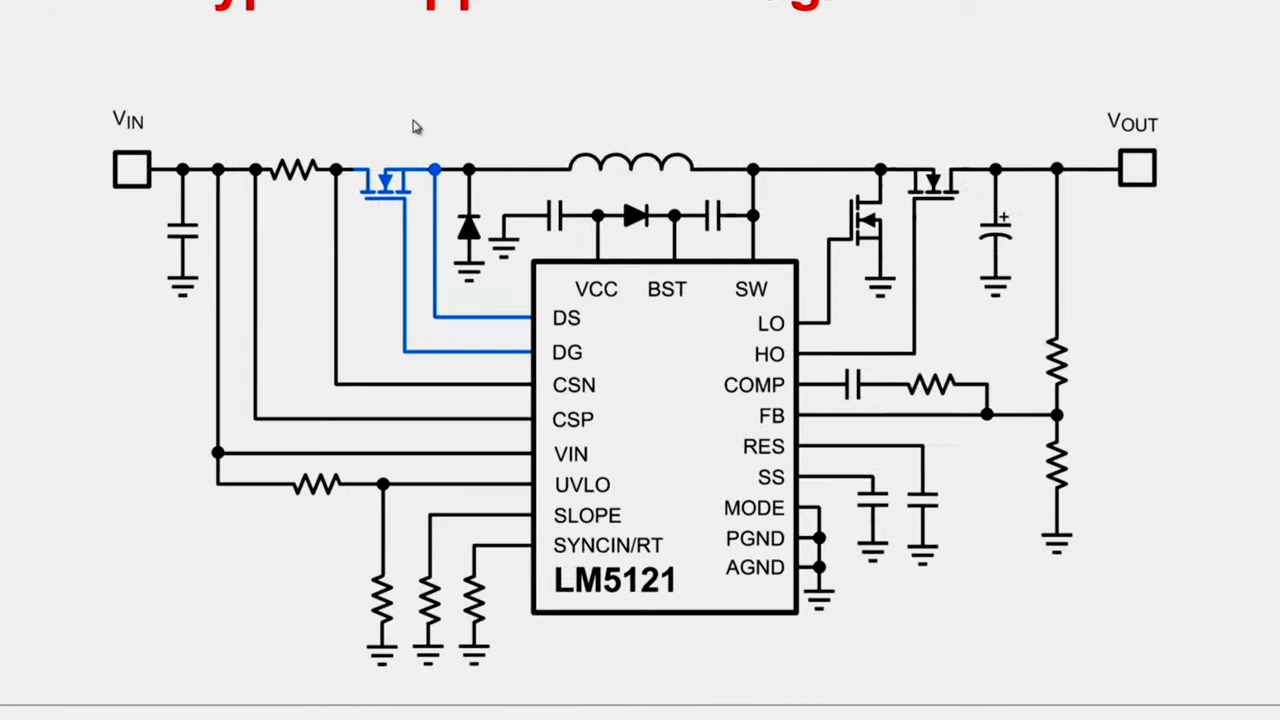 VIN
VOUT
VCC BST SW
DS
DG
CSN
CSP
VIN
UVLO
SLOPE
SYNCIN/RT
LM5121
LO
HO
COMP
FB
RES
SS
MODE
PGND
AGND
+